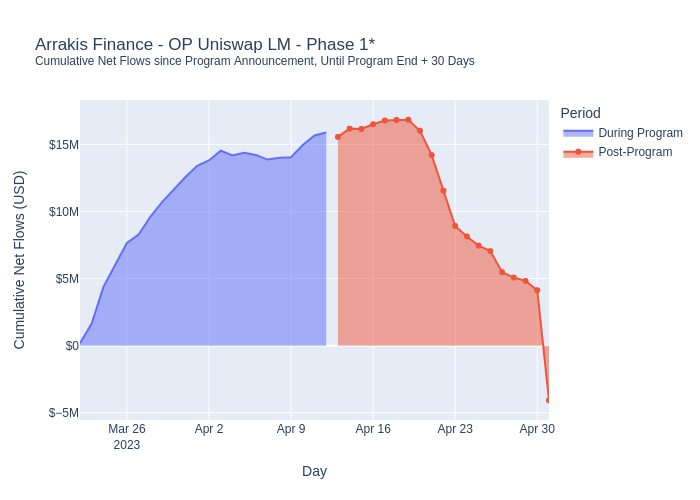 Arrakis Finance - OP Uniswap LM - Phase 1*
Cumulative Net Flows since Program Announcement, Until Program End + 30 Days
Period
During Program
Post-Program
$15M
$10M
$5M
$0
$−5M
Cumulative Net Flows (USD)
Mar 26
2023
Apr 2
Apr 9
Apr 16
Apr 23
Apr 30
Day